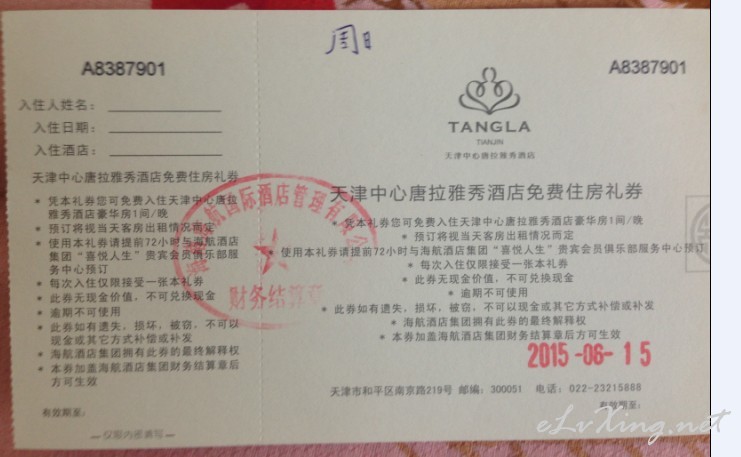 周日
A8387901
入住人姓名：
入住日期：
入住酒店：
天津中心唐拉雅秀酒店免费住房礼券
* 凭本礼券您可免费入住天津中心唐拉
雅秀酒店豪华房1间/晚
* 预订将视当天客房出租情况而定
* 使用本礼券请提前72小时与海航酒店
集团“喜悦人生”贵宾会员俱乐部服
务中心预订
* 每次入住仅限接受一张本礼券
* 此券无现金价值，不可兑换现金
* 逾期不可使用
* 此券如有遗失，损坏，被窃，不可以
现金或其它方式补偿或补发
* 海航酒店集团拥有此券的最终解释权
* 本券加盖海航酒店集团财务结算章后
方可生效
有效期至：
仅限内部填写
A8387901
TANGLA
TIANJIN
天津中心唐拉雅秀酒店
天津中心唐拉雅秀酒店免费住房礼券
* 凭本礼券您可免费入住天津中心唐拉雅秀酒店豪华房1间/晚
* 预订将视当天客房出租情况而定
* 使用本礼券请提前72小时与海航酒店集团“喜悦人生”贵宾会员俱乐部服务中心预订
* 每次入住仅限接受一张本礼券
* 此券无现金价值，不可兑换现金
* 逾期不可使用
* 此券如有遗失，损坏，被窃，不可以现金或其它方式补偿或补发
* 海航酒店集团拥有此券的最终解释权
* 本券加盖海航酒店集团财务结算章后方可生效
2015-06-15
天津市和平区南京路219号 邮编：300051 电话：022-23215888
有效期至：
国际酒店管理有限公司
财务结算章
eLvXing.net